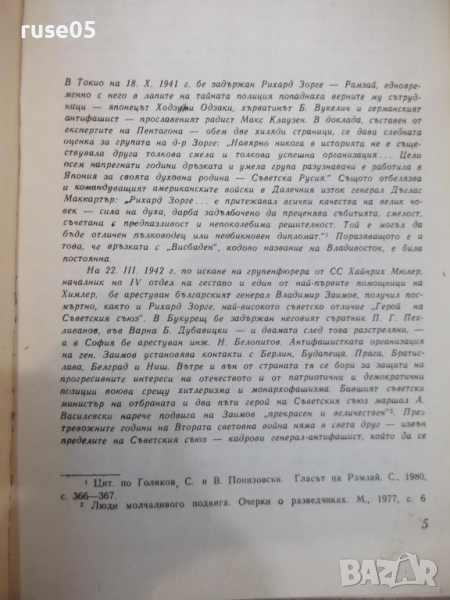 ruse05
В Токио на 18. X. 1941 г. бе задържан Рихард Зорге — Рамзай, едновре-
менно с него в лапите на тайната полиция попаднаха верните му сътруд-
ници — японецът Ходзуми Одзаки, хърватинът Б. Вукелич и германският
антифашист — прославеният радист Макс Клаузен. В доклада, съставен от
експертите на Пентагона — обем две хиляди страници, се дава следната
оценка за групата на д-р Зорге: „Навярно никога в историята не е същес-
ствувала друга толкова смела и толкова успешна организация... Цели
осем напрегнати години дръзката и умела група разузнавачи е работила в
Япония за своята духовна родина — Съветска Русия." Същото отбелязва
и командуващият американските войски в Далечния изток генерал Дъглас
Маккартър: „Рихард Зорге... е притежавал всички качества на велик чо-
век — сила на духа, дарба задълбочено да преценява събитията, смелост,
съчетана с предпазливост и непоколебима решителност. Той е могъл да
бъде отличен пълководец или необикновен дипломат."¹ Поразяващото е и
това, че връзката с „Висбаден", кодово название на Владивосток, е била
постоянна.
На 22. III. 1942 г. по искане на групенфюрера от СС Хайнрих Мюлер,
началник на IV отдел на гестапо и един от най-първите помощници на
Химлер, бе арестуван българският генерал Владимир Заимов, получил пос-
мъртно, както и Рихард Зорге, най-високото съветско отличие „Герой на
Съветския съюз". В Букурещ бе задържан неговият съратник П. Г. Пех-
ливанов, във Варна Б. Дубавицки — и двамата след това разстреляни, —
а в София бе арестуван инж. Н. Белопитов. Антифашистката организация
на ген. Заимов установява контакти с Берлин, Будапеща, Прага, Братис-
лава, Белград и Ниш. Вътре и вън от страната тя се бори за защита на
прогресивните интереси на отечеството и от патриотични и демократични
позиции воюва срещу хитлеризма и монархофашизма. Бившият съветски
министър на отбраната и два пъти герой на Съветския съюз маршал А.
Василевски нарече подвига на Заимов „прекрасен и величествен"². През
тревожните години на Втората световна война няма в света друг — извън
пределите на Съветския съюз — кадрови генерал-антифашист, който да се
¹ Цит. по Голяков, С. и В. Понизовски. Гласът на Рамзай. С., 1980,
с. 366—367.
² Люди молчаливого подвига. Очерки о разведчиках. М., 1977, с. 6
5
BAZAR